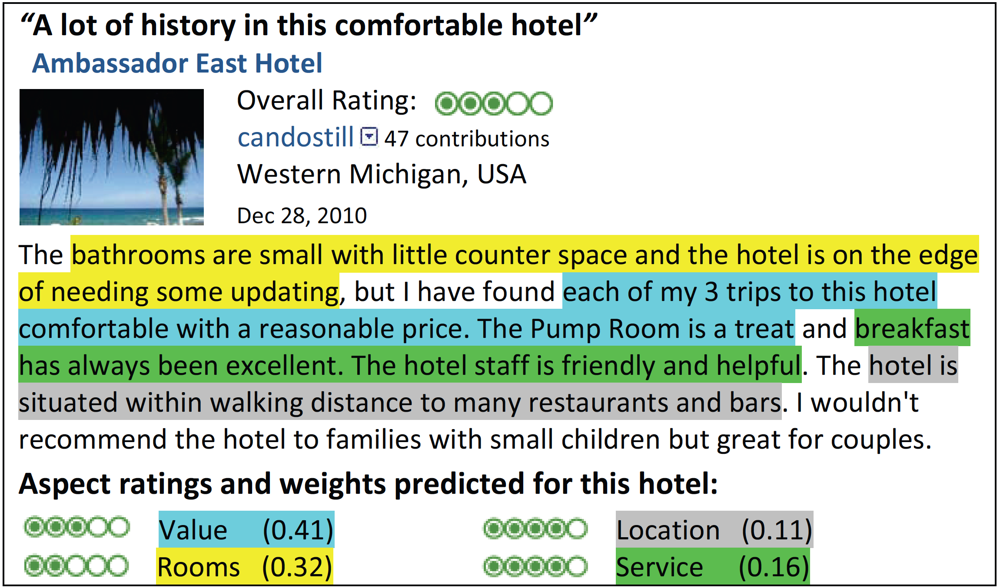 “A lot of history in this comfortable hotel”
Ambassador East Hotel
Overall Rating:
candostill 47 contributions
Western Michigan, USA
Dec 28, 2010
The bathrooms are small with little counter space and the hotel is on the edge
of needing some updating, but I have found each of my 3 trips to this hotel
comfortable with a reasonable price. The Pump Room is a treat and breakfast
has always been excellent. The hotel staff is friendly and helpful. The hotel is
situated within walking distance to many restaurants and bars. I wouldn't
recommend the hotel to families with small children but great for couples.
Aspect ratings and weights predicted for this hotel:
Value (0.41) Location (0.11)
Rooms (0.32) Service (0.16)